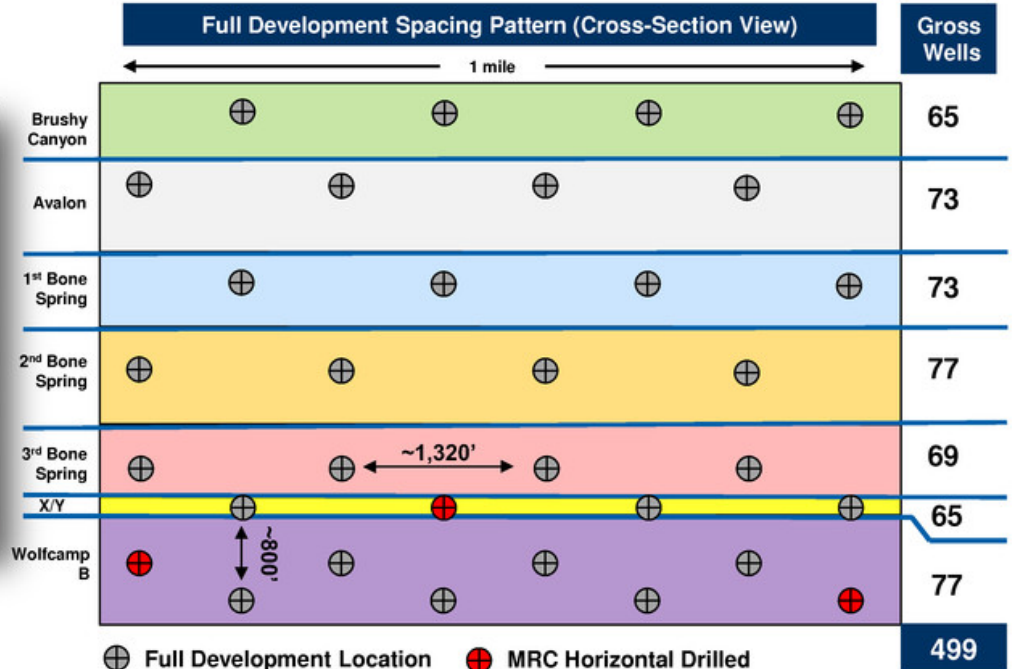 Full Development Spacing Pattern (Cross-Section View)
Gross
Wells
1 mile
Brushy
Canyon
65
Avalon
73
1st Bone
Spring
73
2nd Bone
Spring
77
3rd Bone
Spring
~1,320'
69
X/Y
65
Wolfcamp
B
~800'
77
Full Development Location
MRC Horizontal Drilled
499